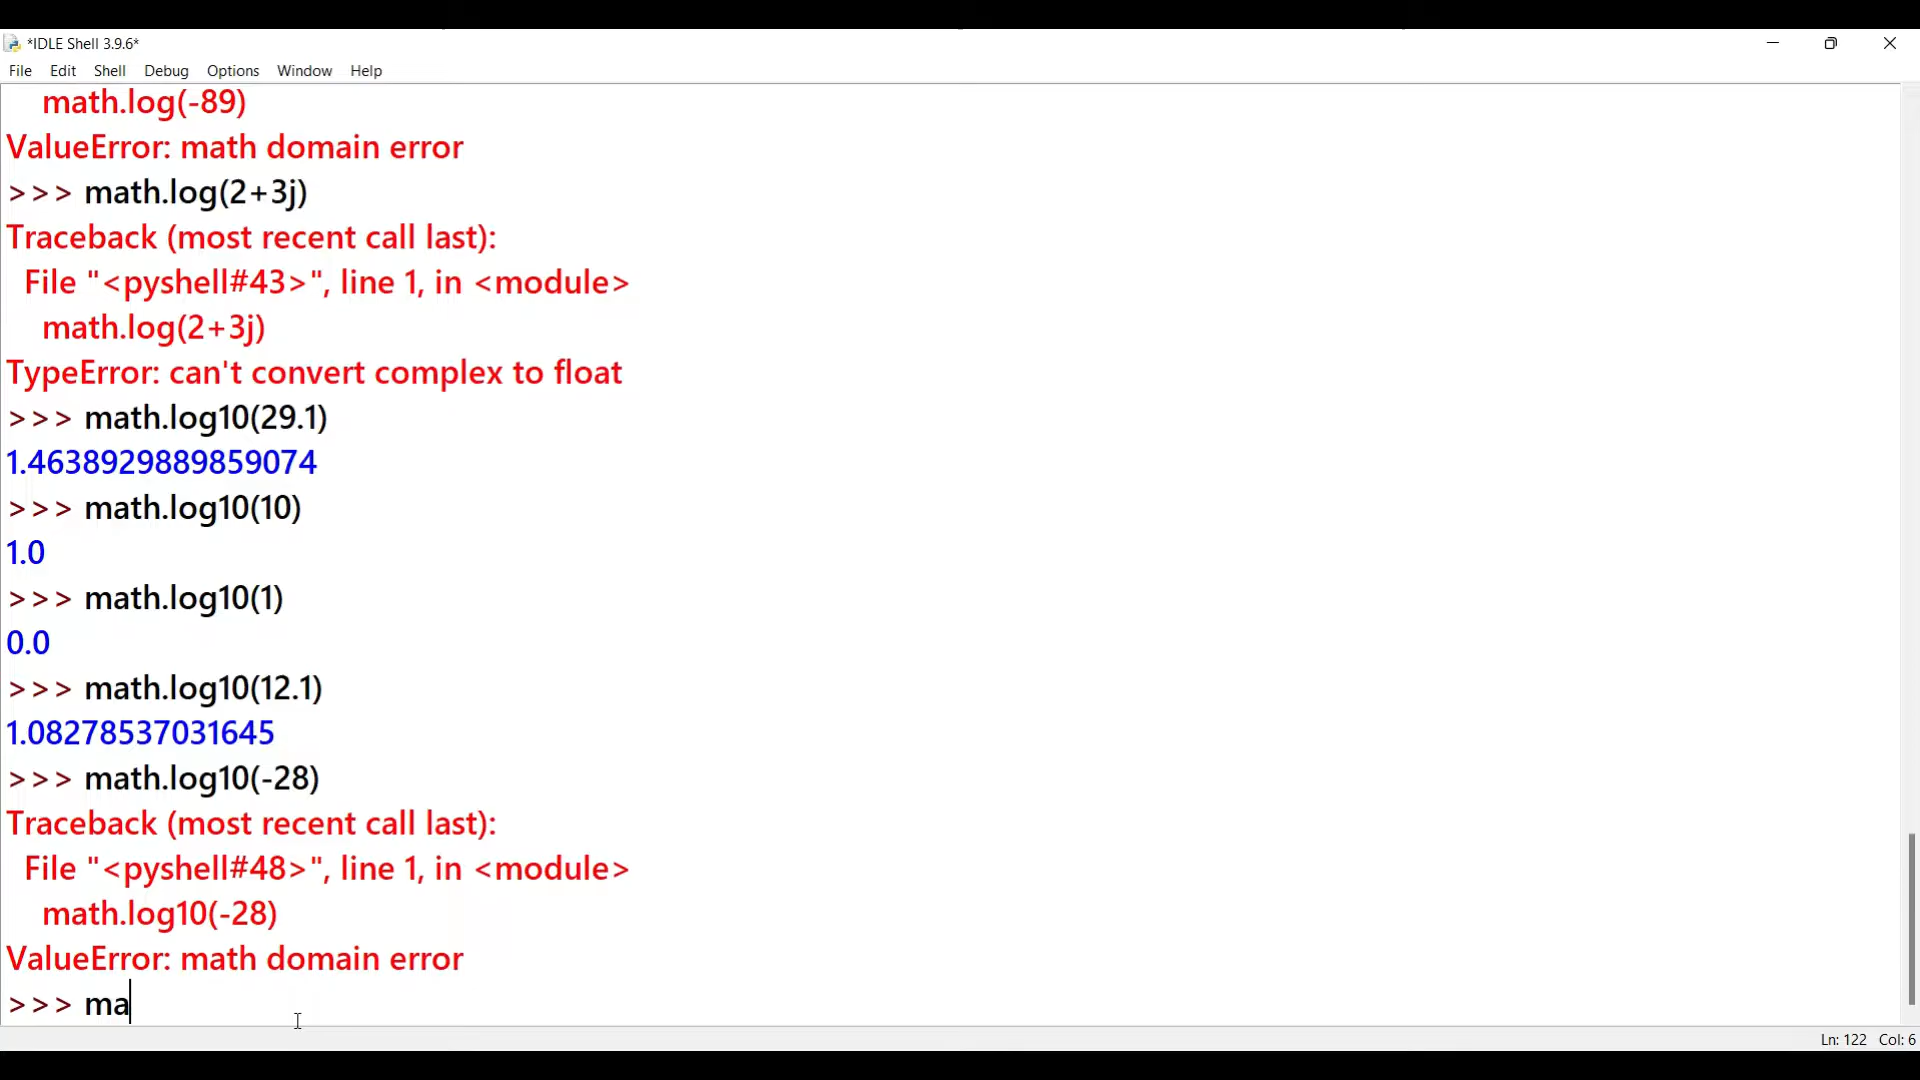 *IDLE Shell 3.9.6*
File Edit Shell Debug Options Window Help
math.log(-89)
ValueError: math domain error
>>> math.log(2+3j)
Traceback (most recent call last):
File "<pyshell#43>", line 1, in <module>
math.log(2+3j)
TypeError: can't convert complex to float
>>> math.log10(29.1)
1.4638929889859074
>>> math.log10(10)
1.0
>>> math.log10(1)
0.0
>>> math.log10(12.1)
1.08278537031645
>>> math.log10(-28)
Traceback (most recent call last):
File "<pyshell#48>", line 1, in <module>
math.log10(-28)
ValueError: math domain error
>>> ma
Ln: 122 Col: 6